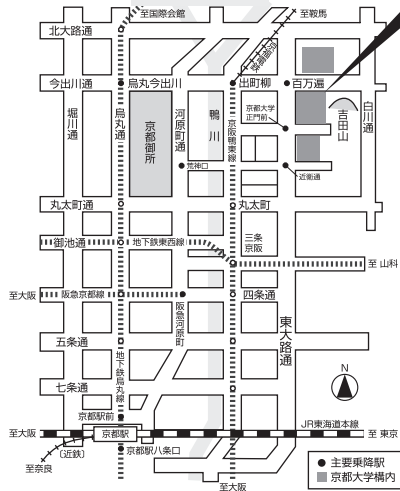 至国際会館
至鞍馬
北大路通
叡山電鉄
今出川通
烏丸今出川
出町柳
百万遍
堀川通
烏丸通
京都御所
河原町通
鴨川
京阪鴨東線
京都大学
正門前
吉田山
白川通
荒神口
近衛通
丸太町通
丸太町
御池通
地下鉄東西線
三条
京阪
至 山科
至大阪
阪急京都線
阪急河原町
四条通
五条通
東大路通
地下鉄烏丸線
七条通
N
京都駅前
JR東海道本線
至大阪
京都駅
至 東京
(近鉄)
京都駅八条口
至奈良
至大阪
主要乗降駅
京都大学構内